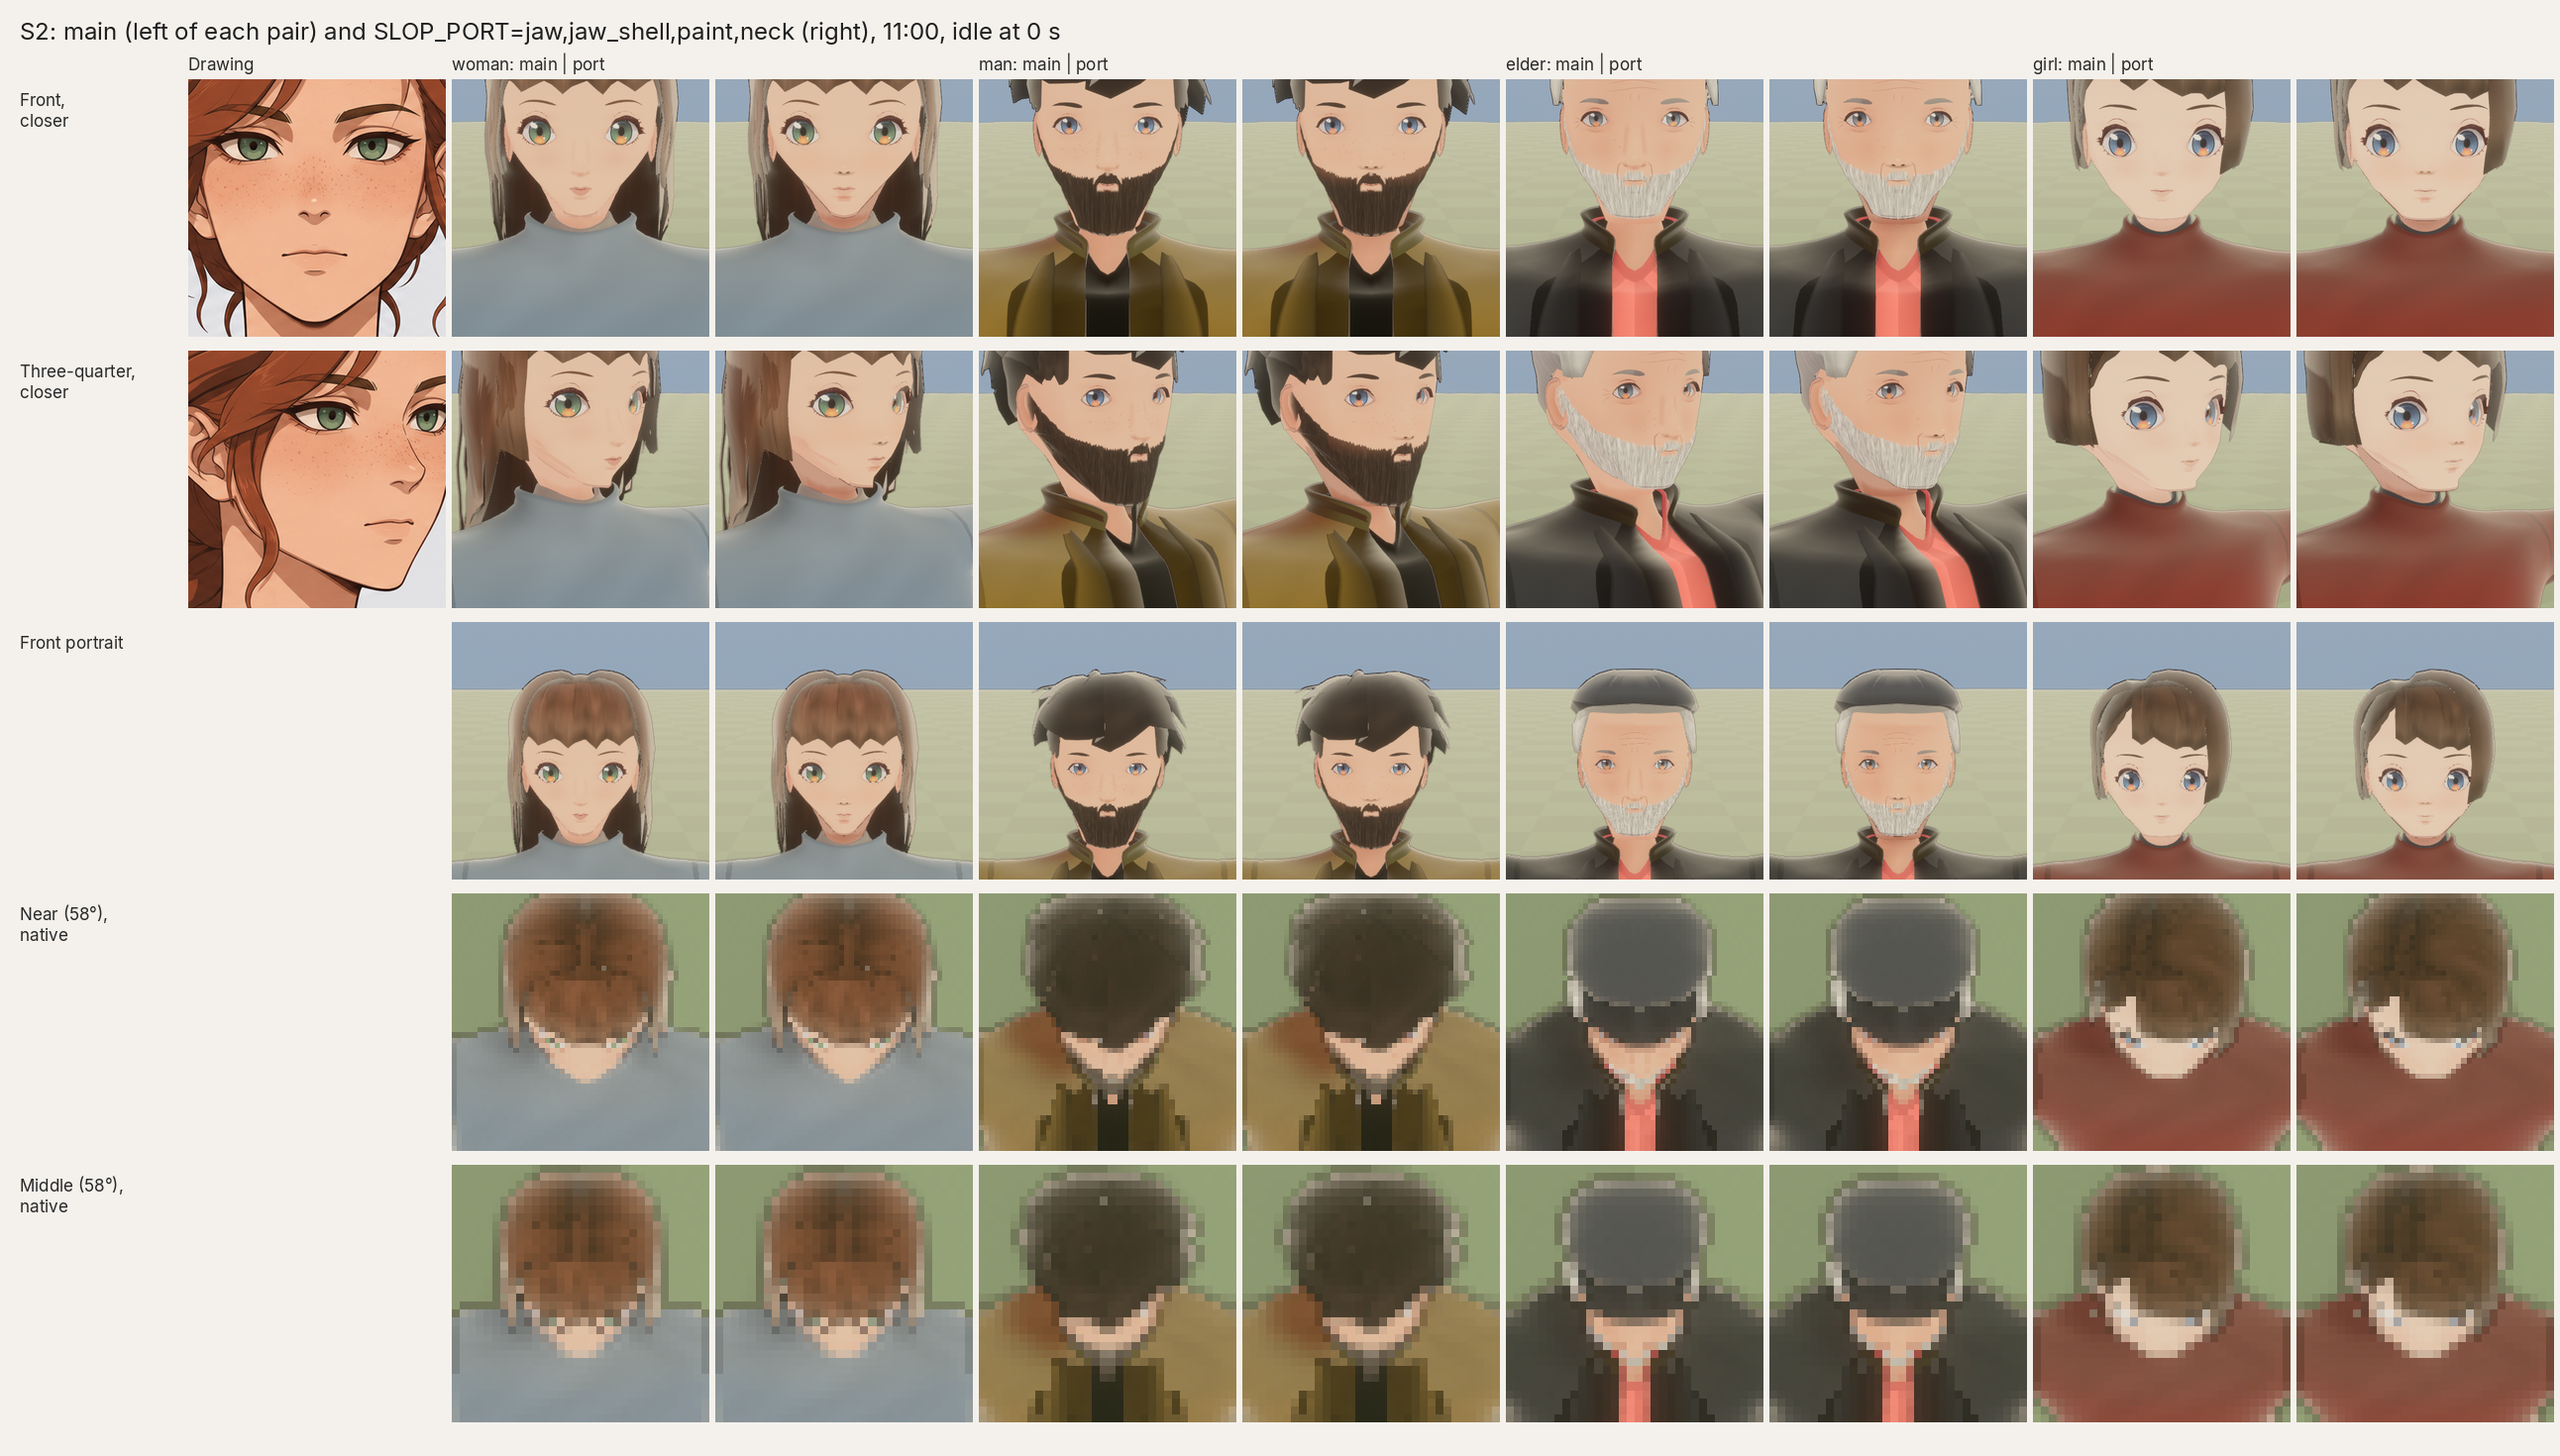 S2: main (left of each pair) and SLOP_PORT=jaw,jaw_shell,paint,neck (right), 11:00, idle at 0 s
Drawing
woman: main | port
man: main | port
elder: main | port
girl: main | port
Front,
closer
Three-quarter,
closer
Front portrait
Near (58°),
native
Middle (58°),
native